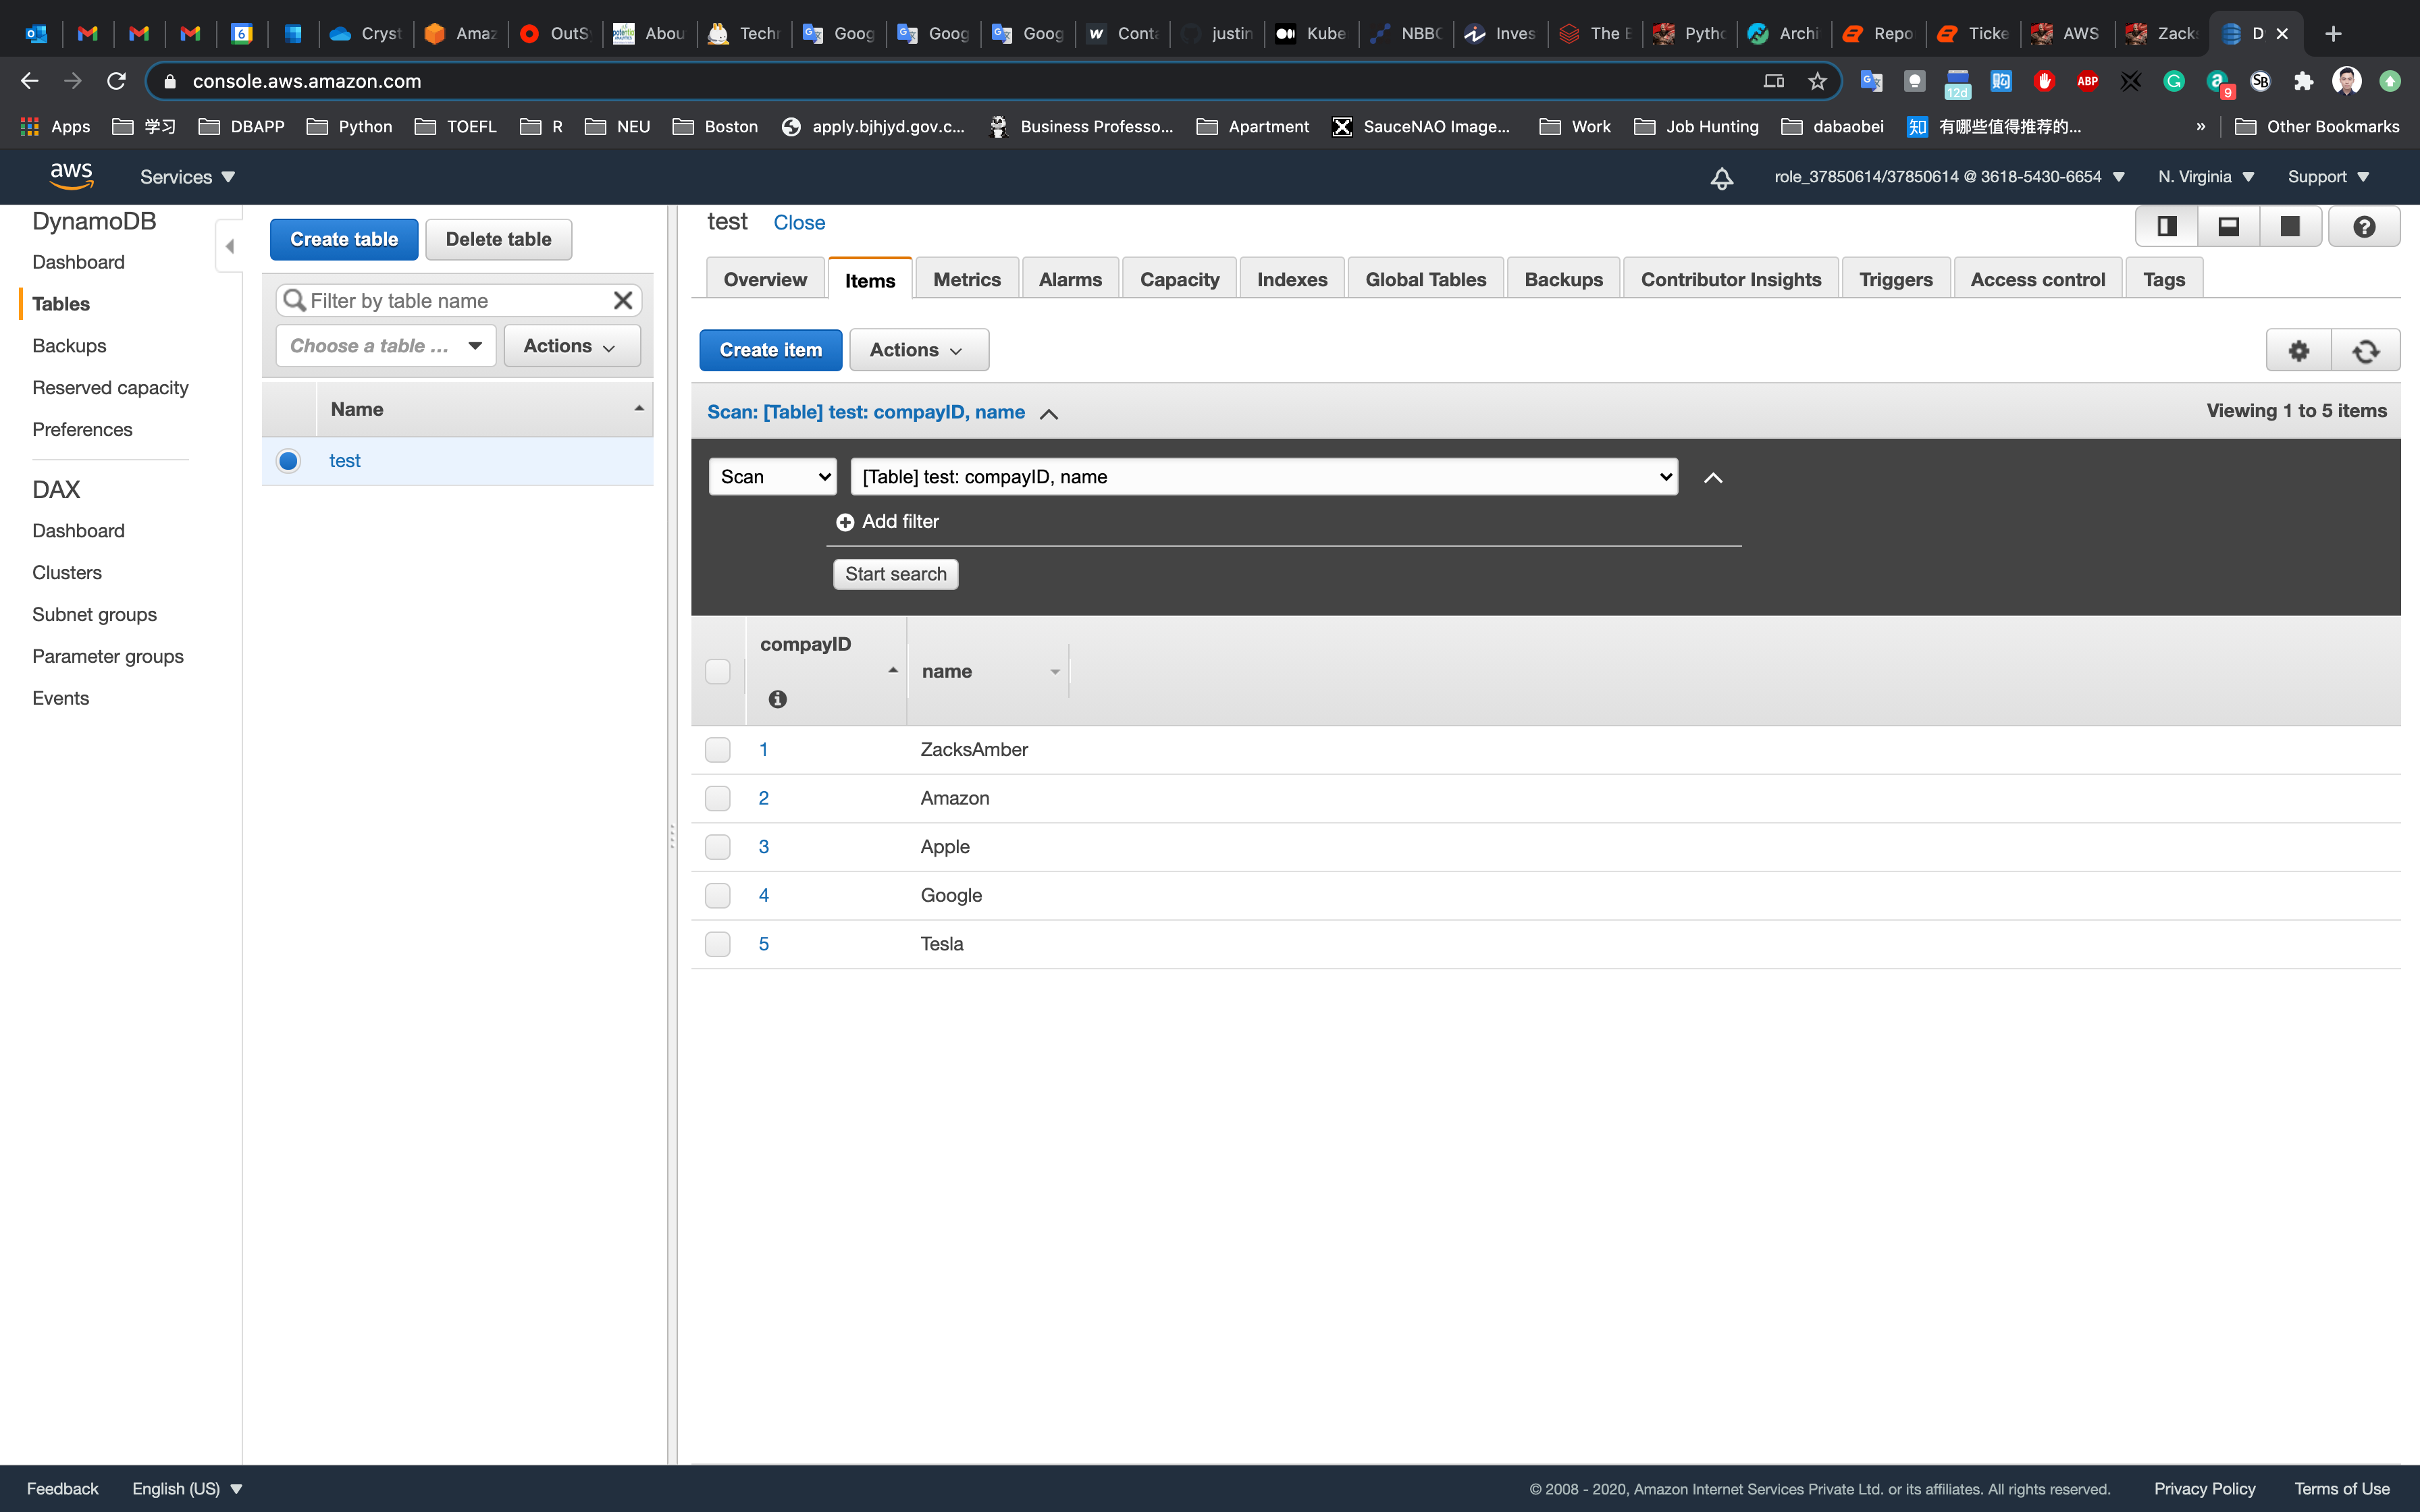 Cryst
Amaz
OutSy
Abou
Techn
Goog
Goog
Goog
Conta
justin
Kube
NBBC
Inves
The E
Pytho
Archi
Repo
Ticke
AWS
Zacks
D
console.aws.amazon.com
12d
ABP
9
Apps
学习
DBAPP
Python
TOEFL
R
NEU
Boston
apply.bjhjyd.gov.c...
Business Professo...
Apartment
SauceNAO Image...
Work
Job Hunting
dabaobei
有哪些值得推荐的...
»
Other Bookmarks
aws
Services
role_37850614/37850614 @ 3618-5430-6654
N. Virginia
Support
DynamoDB
Dashboard
Tables
Backups
Reserved capacity
Preferences
DAX
Dashboard
Clusters
Subnet groups
Parameter groups
Events
Create table
Delete table
Filter by table name
Choose a table ...
Actions
Name
test
test Close
Overview
Items
Metrics
Alarms
Capacity
Indexes
Global Tables
Backups
Contributor Insights
Triggers
Access control
Tags
Create item
Actions
Scan: [Table] test: compayID, name
Viewing 1 to 5 items
Scan
[Table] test: compayID, name
Add filter
Start search
compayID
name
1 ZacksAmber
2 Amazon
3 Apple
4 Google
5 Tesla
Feedback
English (US)
© 2008 - 2020, Amazon Internet Services Private Ltd. or its affiliates. All rights reserved.
Privacy Policy
Terms of Use